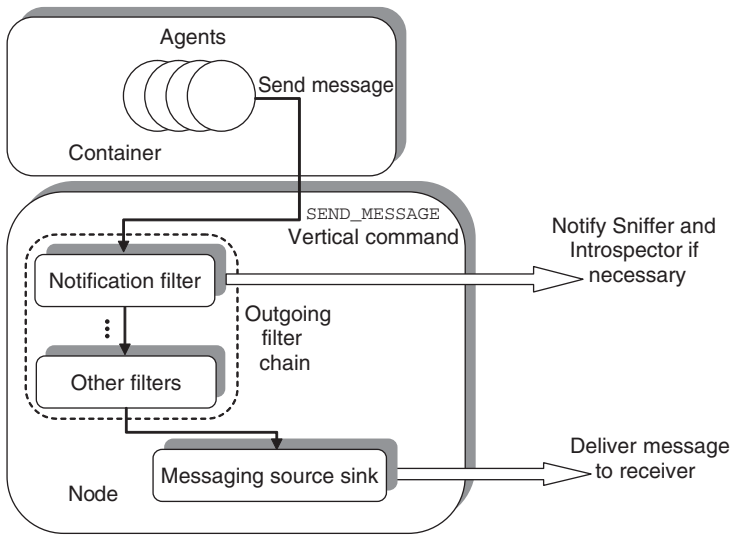 Agents
Send message
Container
SEND_MESSAGE
Vertical command
Notify Sniffer and
Introspector if
necessary
Notification filter
Outgoing
filter
chain
Other filters
Messaging source sink
Deliver message
to receiver
Node